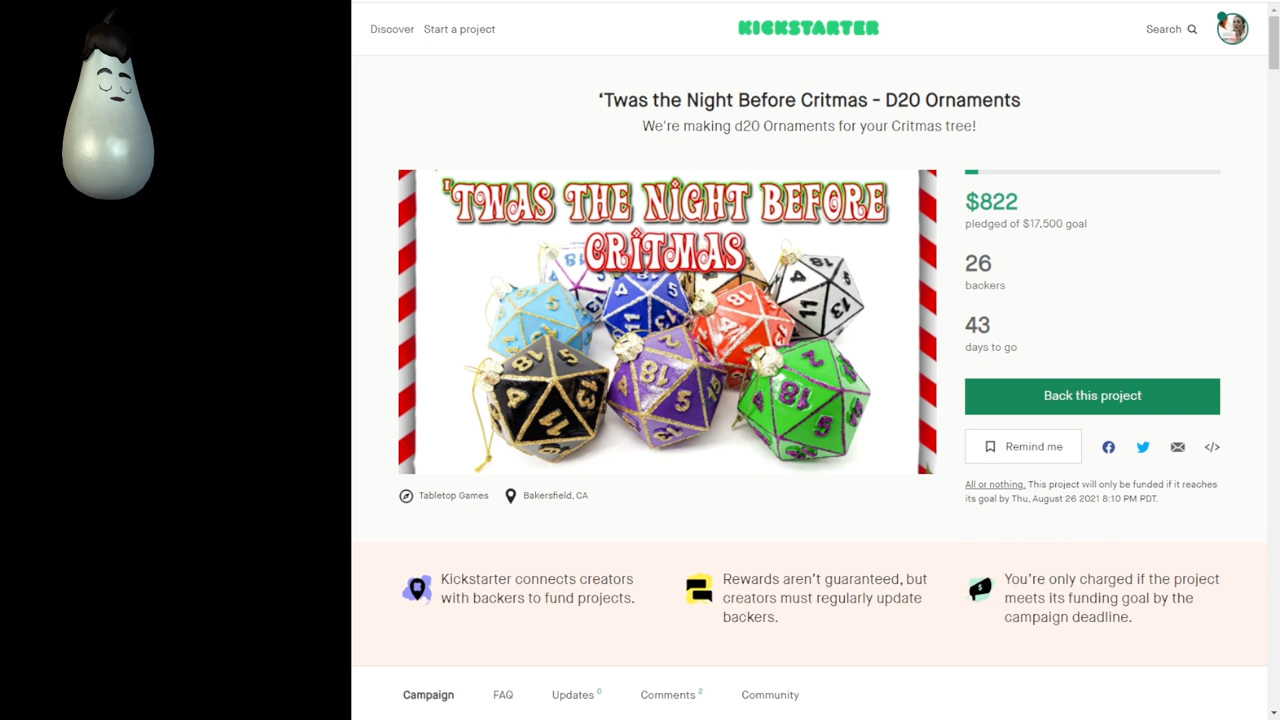 Discover Start a project
KICKSTARTER
Search
‘Twas the Night Before Critmas - D20 Ornaments
We're making d20 Ornaments for your Critmas tree!
'TWAS THE NIGHT BEFORE
CRITMAS
$822
pledged of $17,500 goal
26
backers
43
days to go
Back this project
Remind me
All or nothing. This project will only be funded if it reaches
its goal by Thu, August 26 2021 8:10 PM PDT.
Tabletop Games
Bakersfield, CA
Kickstarter connects creators
with backers to fund projects.
Rewards aren’t guaranteed, but
creators must regularly update
backers.
You’re only charged if the project
meets its funding goal by the
campaign deadline.
Campaign FAQ Updates 0 Comments 2 Community